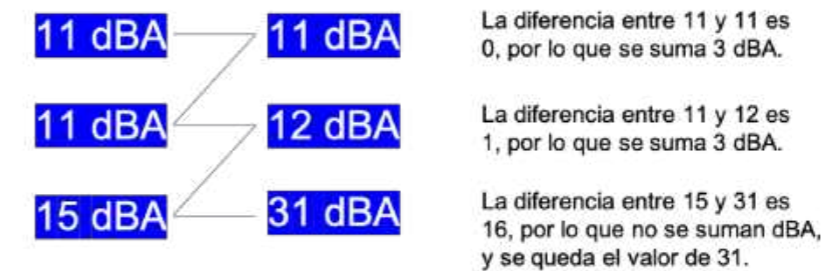 11 dBA 11 dBA
La diferencia entre 11 y 11 es
0, por lo que se suma 3 dBA.
11 dBA 12 dBA
La diferencia entre 11 y 12 es
1, por lo que se suma 3 dBA.
15 dBA 31 dBA
La diferencia entre 15 y 31 es
16, por lo que no se suman dBA,
y se queda el valor de 31.